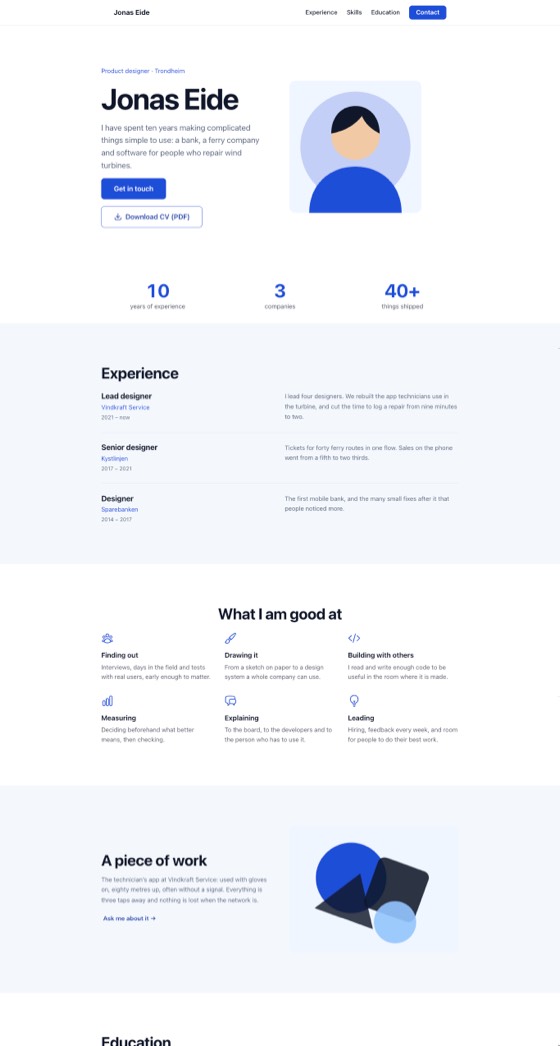 Jonas Eide
Experience Skills Education Contact
Product designer · Trondheim
Jonas Eide
I have spent ten years making complicated
things simple to use: a bank, a ferry company
and software for people who repair wind
turbines.
Get in touch
Download CV (PDF)
10
years of experience
3
companies
40+
things shipped
Experience
Lead designer
Vindkraft Service
2021 – now
I lead four designers. We rebuilt the app technicians use in
the turbine, and cut the time to log a repair from nine minutes
to two.
Senior designer
Kystlinjen
2017 – 2021
Tickets for forty ferry routes in one flow. Sales on the phone
went from a fifth to two thirds.
Designer
Sparebanken
2014 – 2017
The first mobile bank, and the many small fixes after it that
people noticed more.
What I am good at
Finding out
Interviews, days in the field and tests
with real users, early enough to matter.
Drawing it
From a sketch on paper to a design
system a whole company can use.
Building with others
I read and write enough code to be
useful in the room where it is made.
Measuring
Deciding beforehand what better
means, then checking.
Explaining
To the board, to the developers and to
the person who has to use it.
Leading
Hiring, feedback every week, and room
for people to do their best work.
A piece of work
The technician's app at Vindkraft Service: used with gloves
on, eighty metres up, often without a signal. Everything is
three taps away and nothing is lost when the network is.
Ask me about it →
Education